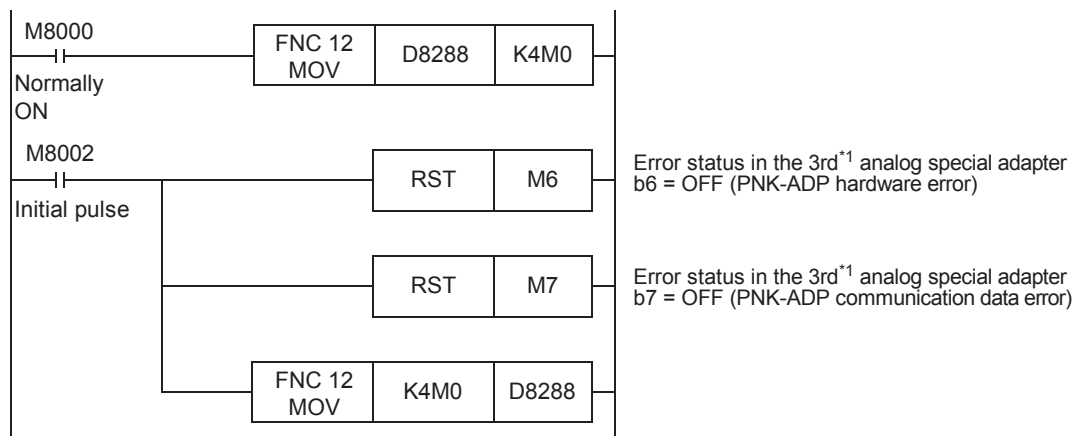 M8000
FNC 12
MOV
D8288
K4M0
Normally
ON
M8002
RST
M6
Error status in the 3rd*1 analog special adapter
b6 = OFF (PNK-ADP hardware error)
Initial pulse
RST
M7
Error status in the 3rd*1 analog special adapter
b7 = OFF (PNK-ADP communication data error)
FNC 12
MOV
K4M0
D8288